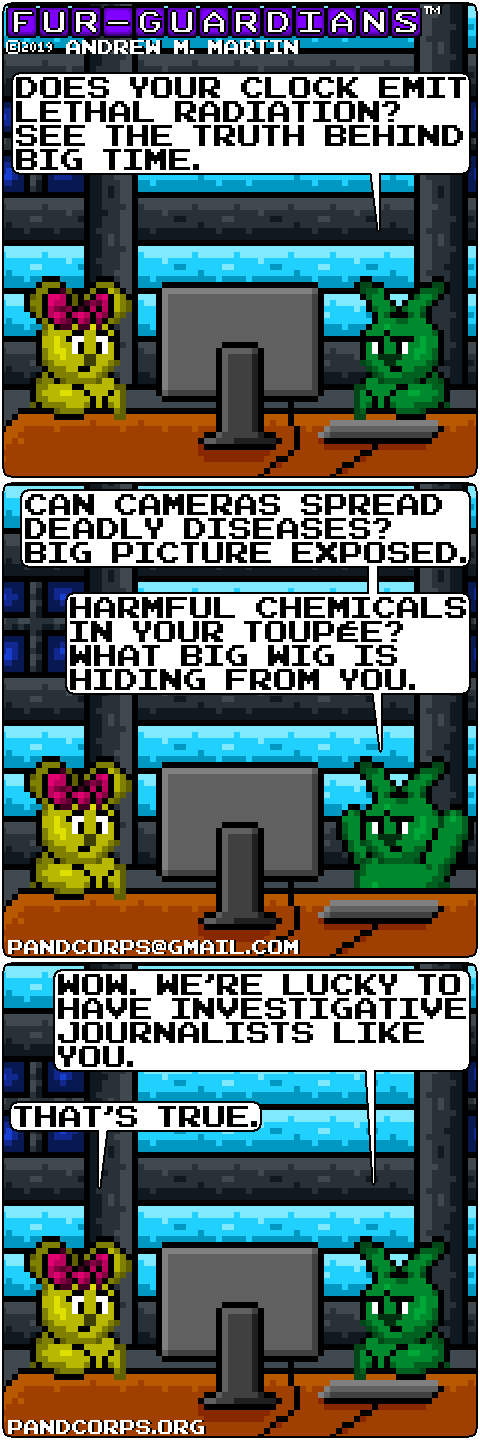 FUR-GUARDIANS™
©2019 ANDREW M. MARTIN
DOES YOUR CLOCK EMIT
LETHAL RADIATION?
SEE THE TRUTH BEHIND
BIG TIME.
CAN CAMERAS SPREAD
DEADLY DISEASES?
BIG PICTURE EXPOSED.
HARMFUL CHEMICALS
IN YOUR TOUPÉE?
WHAT BIG WIG IS
HIDING FROM YOU.
PANDCORPS@GMAIL.COM
WOW. WE'RE LUCKY TO
HAVE INVESTIGATIVE
JOURNALISTS LIKE
YOU.
THAT'S TRUE.
PANDCORPS.ORG